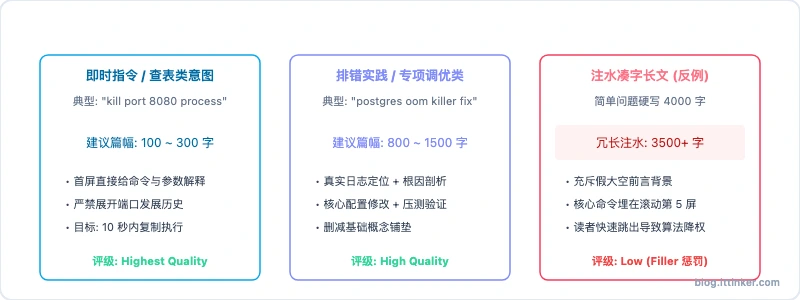 即时指令 / 查表类意图
典型: "kill port 8080 process"
建议篇幅: 100 ~ 300 字
• 首屏直接给命令与参数解释
• 严禁展开端口发展历史
• 目标: 10 秒内复制执行
评级: Highest Quality
排错实践 / 专项调优类
典型: "postgres oom killer fix"
建议篇幅: 800 ~ 1500 字
• 真实日志定位 + 根因剖析
• 核心配置修改 + 压测验证
• 删减基础概念铺垫
评级: High Quality
注水凑字长文 (反例)
简单问题硬写 4000 字
冗长注水: 3500+ 字
• 充斥假大空前言背景
• 核心命令埋在滚动第 5 屏
• 读者快速跳出导致算法降权
评级: Low (Filler 惩罚)
blog.ittinker.com